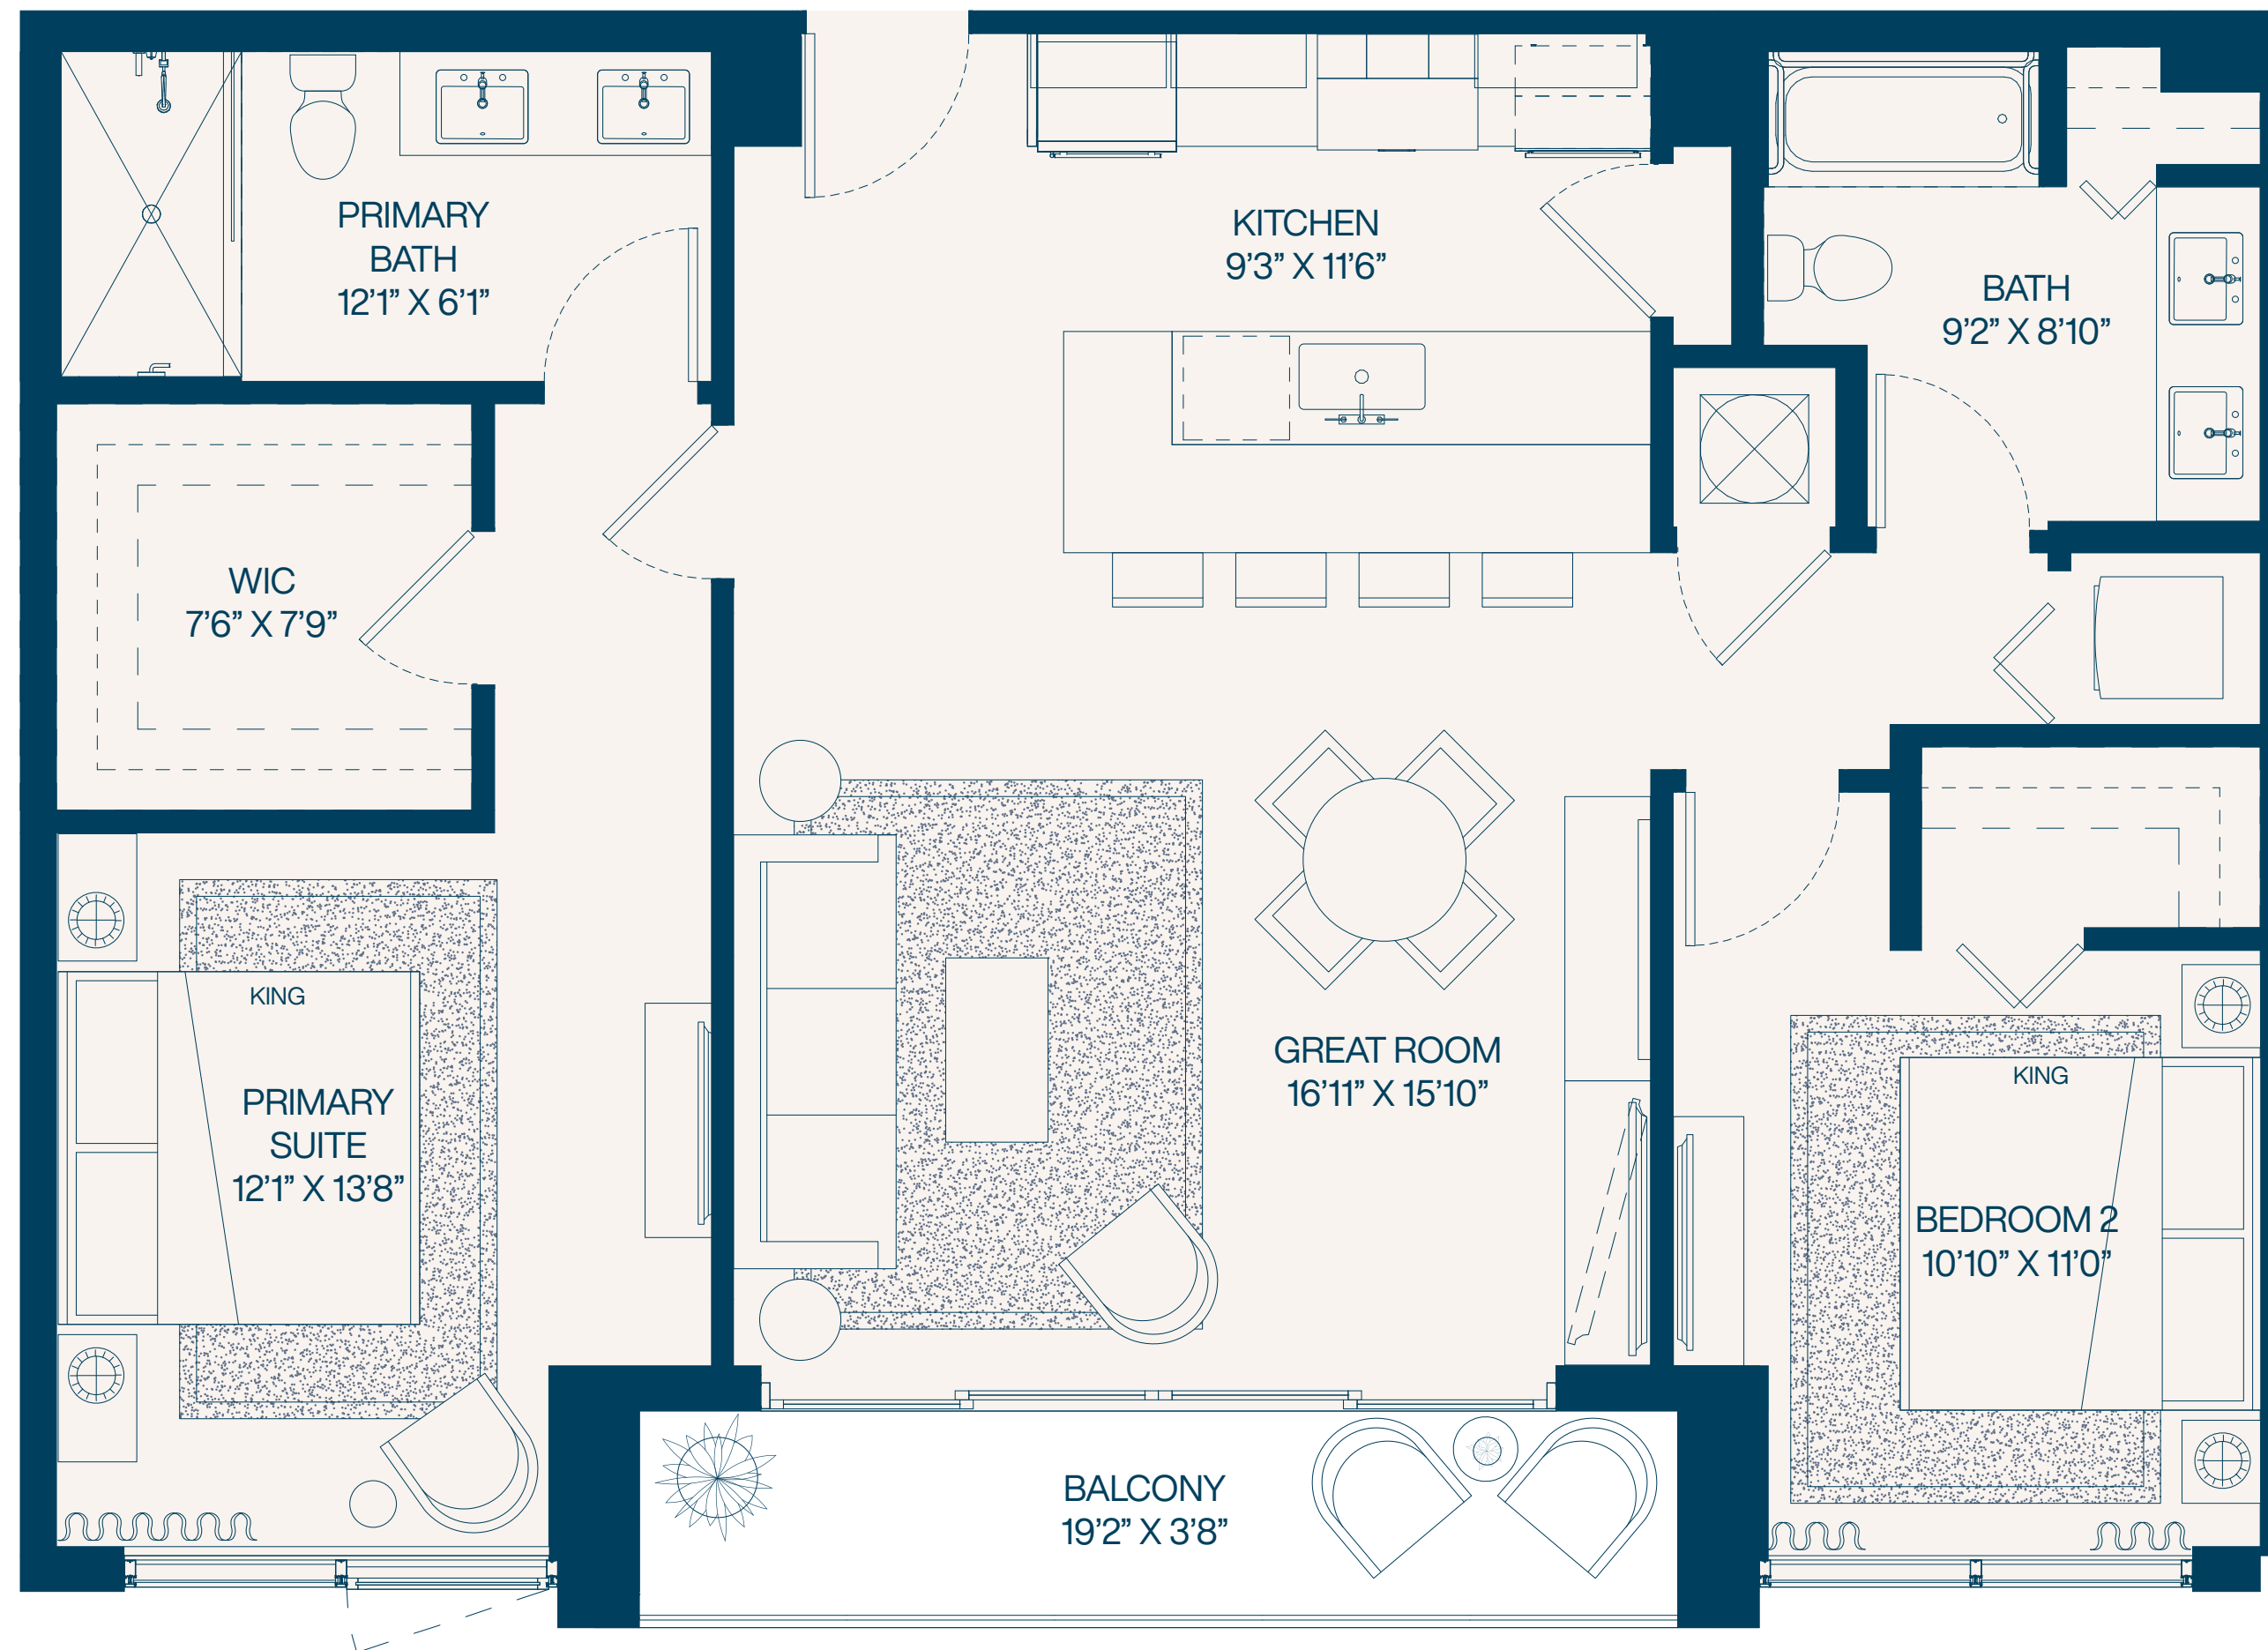 PRIMARY
BATH
12’1” X 6’1”
KITCHEN
9’3” X 11’6”
BATH
9’2” X 8’10”
WIC
7’6” X 7’9”
KING
PRIMARY
SUITE
12’1” X 13’8”
GREAT ROOM
16’11” X 15’10”
KING
BEDROOM 2
10’10” X 11’0”
BALCONY
19’2” X 3’8”